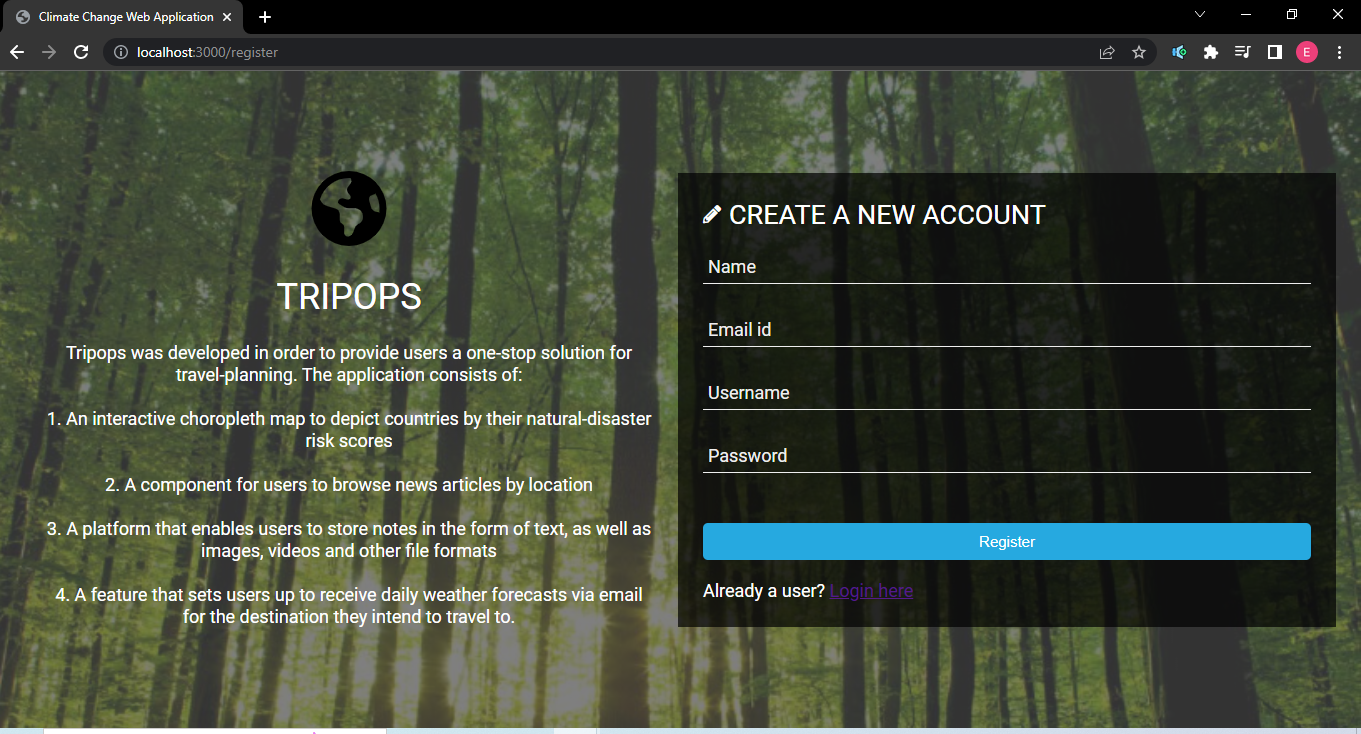 Climate Change Web Application
localhost:3000/register
E
TRIPOPS
Tripops was developed in order to provide users a one-stop solution for
travel-planning. The application consists of:
1. An interactive choropleth map to depict countries by their natural-disaster
risk scores
2. A component for users to browse news articles by location
3. A platform that enables users to store notes in the form of text, as well as
images, videos and other file formats
4. A feature that sets users up to receive daily weather forecasts via email
for the destination they intend to travel to.
CREATE A NEW ACCOUNT
Name
Email id
Username
Password
Register
Already a user? Login here